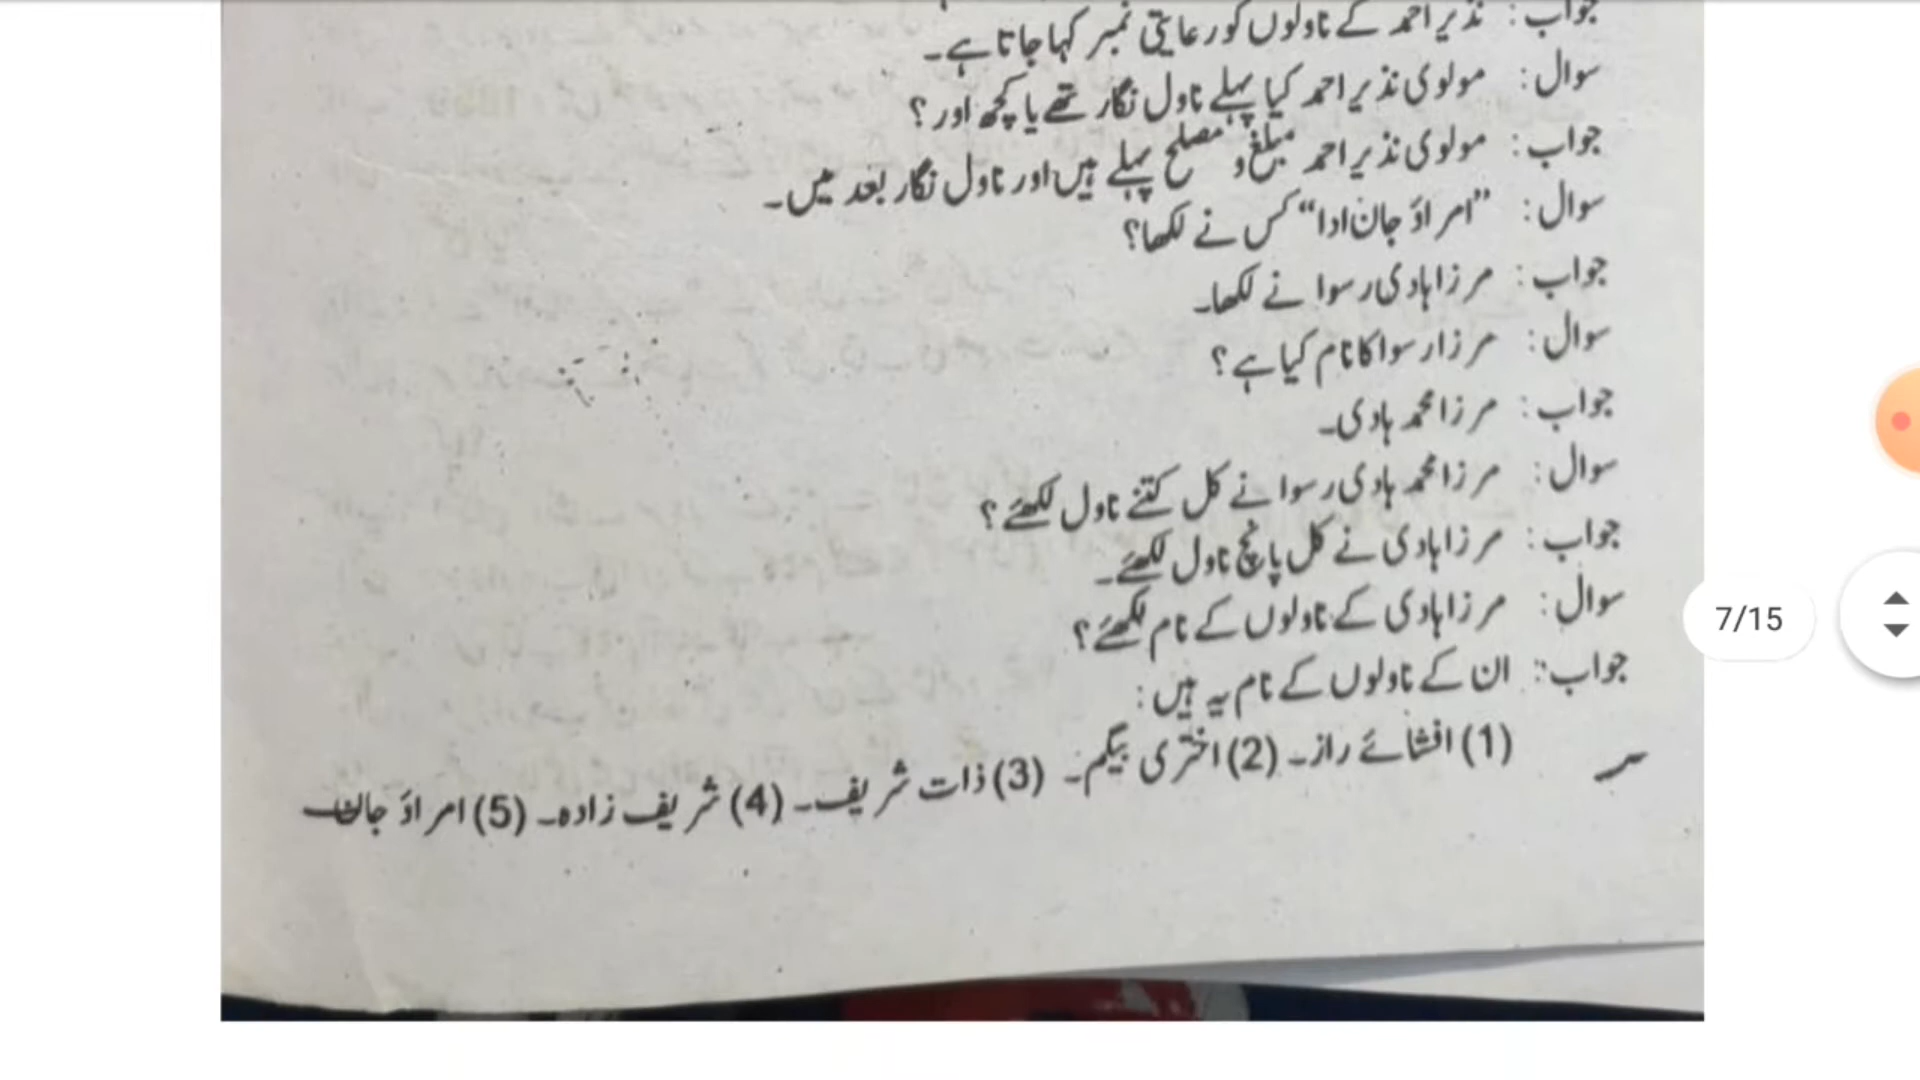 جواب: نذیر احمد کے ناولوں کو رعایتی نمبر کہا جاتا ہے۔
سوال: مولوی نذیر احمد کیا پہلے ناول نگار تھے یا کچھ اور؟
جواب: مولوی نذیر احمد مبلغ و مصلح پہلے ہیں اور ناول نگار بعد میں۔
سوال: ”امراؤ جان ادا“ کس نے لکھا؟
جواب: مرزا ہادی رسوا نے لکھا۔
سوال: مرزا رسوا کا نام کیا ہے؟
جواب: مرزا محمد ہادی۔
سوال: مرزا محمد ہادی رسوا نے کل کتنے ناول لکھئے؟
جواب: مرزا ہادی نے کل پانچ ناول لکھئے۔
سوال: مرزا ہادی کے ناولوں کے نام لکھئے؟
جواب: ان کے ناولوں کے نام یہ ہیں:
(1) افشائے راز۔ (2) اختری بیگم۔ (3) ذات شریف۔ (4) شریف زادہ۔ (5) امراؤ جان
7/15